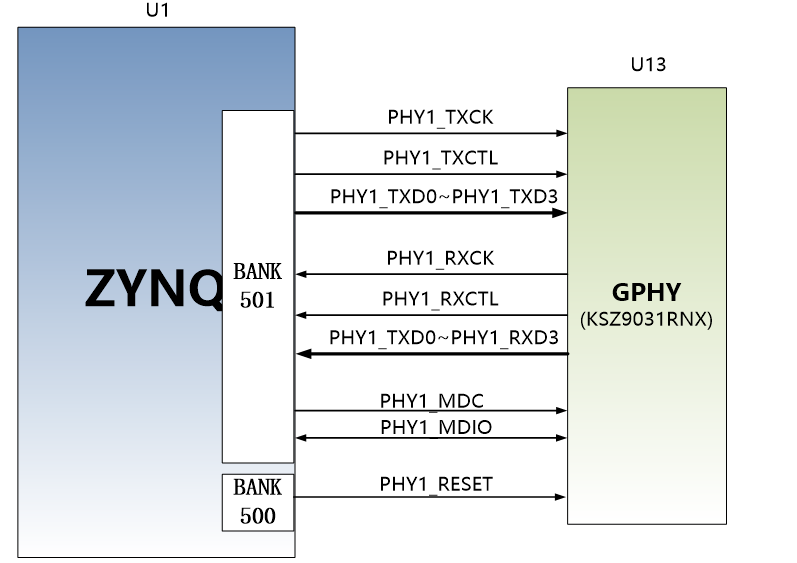 U1
U13
PHY1_TXCK
PHY1_TXCTL
PHY1_TXD0~PHY1_TXD3
PHY1_RXCK
ZYNQ
BANK
501
GPHY
(KSZ9031RNX)
PHY1_RXCTL
PHY1_TXD0~PHY1_RXD3
PHY1_MDC
PHY1_MDIO
BANK
500
PHY1_RESET